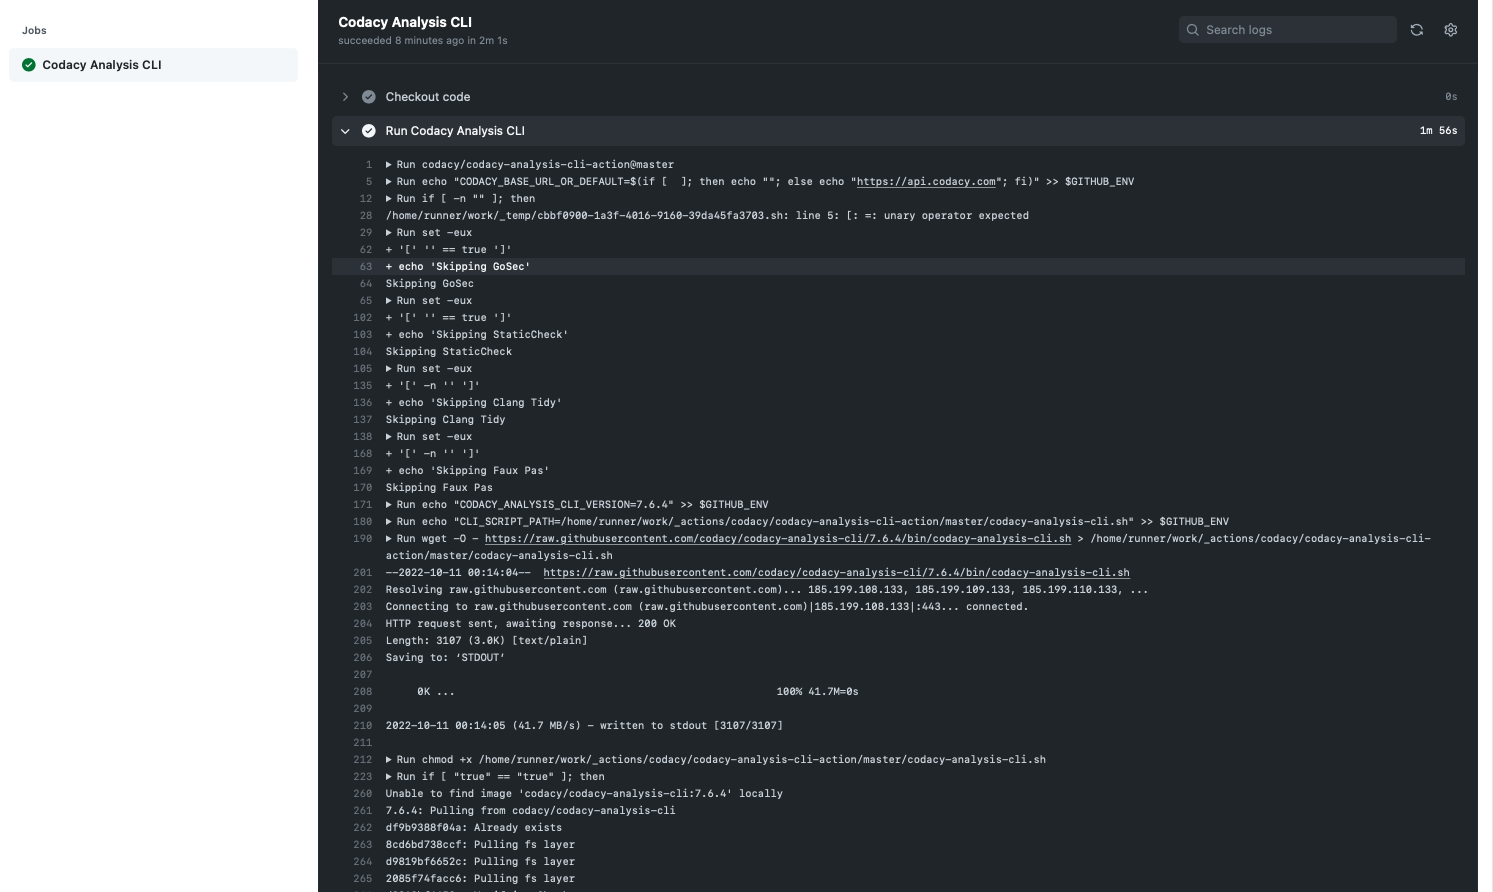 Jobs
Codacy Analysis CLI
Codacy Analysis CLI
succeeded 8 minutes ago in 2m 1s
Search logs
Checkout code 0s
Run Codacy Analysis CLI 1m 56s
1 Run codacy/codacy-analysis-cli-action@master
5 Run echo "CODACY_BASE_URL_OR_DEFAULT=$(if [  ]; then echo ""; else echo "https://api.codacy.com"; fi)" >> $GITHUB_ENV
12 Run if [ -n "" ]; then
28 /home/runner/work/_temp/cbbf0900-1a3f-4016-9160-39da45fa3703.sh: line 5: [: =: unary operator expected
29 Run set -eux
62 + '[' '' == true ']'
63 + echo 'Skipping GoSec'
64 Skipping GoSec
65 Run set -eux
102 + '[' '' == true ']'
103 + echo 'Skipping StaticCheck'
104 Skipping StaticCheck
105 Run set -eux
135 + '[' -n '' ']'
136 + echo 'Skipping Clang Tidy'
137 Skipping Clang Tidy
138 Run set -eux
168 + '[' -n '' ']'
169 + echo 'Skipping Faux Pas'
170 Skipping Faux Pas
171 Run echo "CODACY_ANALYSIS_CLI_VERSION=7.6.4" >> $GITHUB_ENV
180 Run echo "CLI_SCRIPT_PATH=/home/runner/work/_actions/codacy/codacy-analysis-cli-action/master/codacy-analysis-cli.sh" >> $GITHUB_ENV
190 Run wget -O - https://raw.githubusercontent.com/codacy/codacy-analysis-cli/7.6.4/bin/codacy-analysis-cli.sh > /home/runner/work/_actions/codacy/codacy-analysis-cli-
action/master/codacy-analysis-cli.sh
201 --2022-10-11 00:14:04--  https://raw.githubusercontent.com/codacy/codacy-analysis-cli/7.6.4/bin/codacy-analysis-cli.sh
202 Resolving raw.githubusercontent.com (raw.githubusercontent.com)... 185.199.108.133, 185.199.109.133, 185.199.110.133, ...
203 Connecting to raw.githubusercontent.com (raw.githubusercontent.com)|185.199.108.133|:443... connected.
204 HTTP request sent, awaiting response... 200 OK
205 Length: 3107 (3.0K) [text/plain]
206 Saving to: ‘STDOUT’
207
208 0K ... 100% 41.7M=0s
209
210 2022-10-11 00:14:05 (41.7 MB/s) - written to stdout [3107/3107]
211
212 Run chmod +x /home/runner/work/_actions/codacy/codacy-analysis-cli-action/master/codacy-analysis-cli.sh
223 Run if [ "true" == "true" ]; then
260 Unable to find image 'codacy/codacy-analysis-cli:7.6.4' locally
261 7.6.4: Pulling from codacy/codacy-analysis-cli
262 df9b9388f04a: Already exists
263 8cd6bd738ccf: Pulling fs layer
264 d9819bf6652c: Pulling fs layer
265 2085f74facc6: Pulling fs layer